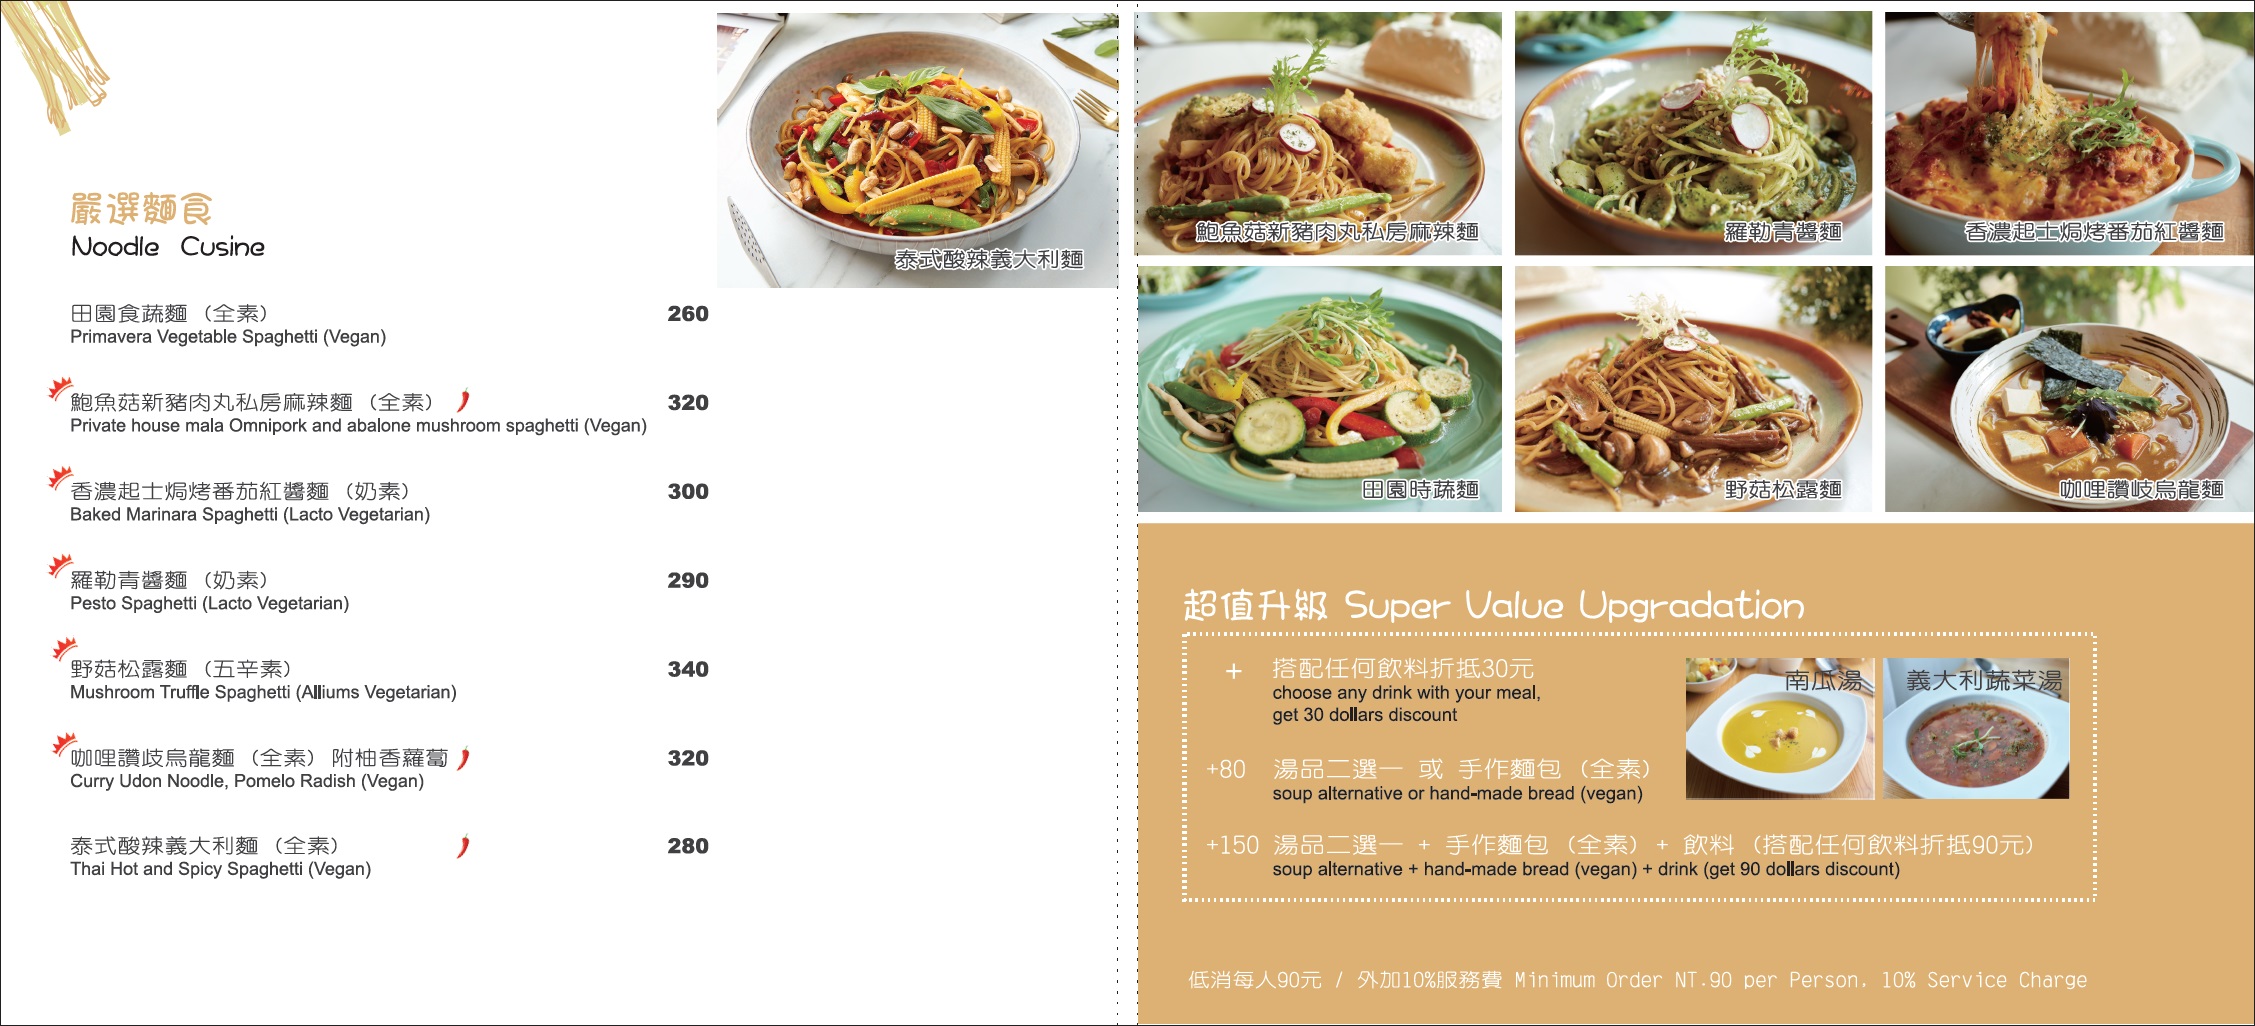 嚴選麵食
Noodle Cusine
田園食蔬麵（全素） 260
Primavera Vegetable Spaghetti (Vegan)
鮑魚菇新豬肉丸私房麻辣麵（全素） 320
Private house mala Omnipork and abalone mushroom spaghetti (Vegan)
香濃起士焗烤番茄紅醬麵（奶素） 300
Baked Marinara Spaghetti (Lacto Vegetarian)
羅勒青醬麵（奶素） 290
Pesto Spaghetti (Lacto Vegetarian)
野菇松露麵（五辛素） 340
Mushroom Truffle Spaghetti (Alliums Vegetarian)
咖哩讚歧烏龍麵（全素）附柚香蘿蔔 320
Curry Udon Noodle, Pomelo Radish (Vegan)
泰式酸辣義大利麵（全素） 280
Thai Hot and Spicy Spaghetti (Vegan)
泰式酸辣義大利麵
鮑魚菇新豬肉丸私房麻辣麵
羅勒青醬麵
香濃起士焗烤番茄紅醬麵
田園時蔬麵
野菇松露麵
咖哩讚歧烏龍麵
超值升級 Super Value Upgradation
+ 搭配任何飲料折抵30元
choose any drink with your meal,
get 30 dollars discount
南瓜湯
義大利蔬菜湯
+80 湯品二選一 或 手作麵包（全素）
soup alternative or hand-made bread (vegan)
+150 湯品二選一 + 手作麵包（全素）+ 飲料（搭配任何飲料折抵90元）
soup alternative + hand-made bread (vegan) + drink (get 90 dollars discount)
低消每人90元 / 外加10%服務費 Minimum Order NT.90 per Person, 10% Service Charge